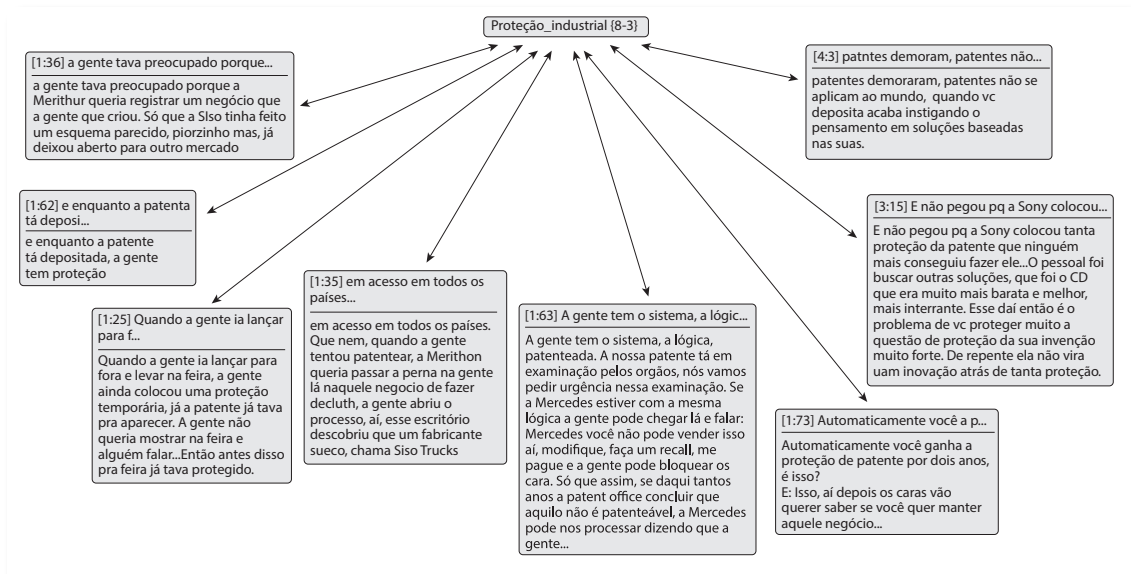 Proteção_industrial {8-3}
[1:36] a gente tava preocupado porque...
a gente tava preocupado porque a
Merithur queria registrar um negócio que
a gente que criou. Só que a SIso tinha feito
um esquema parecido, piorzinho mas, já
deixou aberto para outro mercado
[4:3] patntes demoram, patentes não...
patentes demoraram, patentes não se
aplicam ao mundo, quando vc
deposita acaba instigando o
pensamento em soluções baseadas
nas suas.
[1:62] e enquanto a patenta
tá deposi...
e enquanto a patente
tá depositada, a gente
tem proteção
[3:15] E não pegou pq a Sony colocou...
E não pegou pq a Sony colocou tanta
proteção da patente que ninguém
mais conseguiu fazer ele...O pessoal foi
buscar outras soluções, que foi o CD
que era muito mais barata e melhor,
mais interrante. Esse daí então é o
problema de vc proteger muito a
questão de proteção da sua invenção
muito forte. De repente ela não vira
uam inovação atrás de tanta proteção.
[1:25] Quando a gente ia lançar
para f...
Quando a gente ia lançar para
fora e levar na feira, a gente
ainda colocou uma proteção
temporária, já a patente já tava
pra aparecer. A gente não
queria mostrar na feira e
alguém falar...Então antes disso
pra feira já tava protegido.
[1:35] em acesso em todos os
países...
em acesso em todos os países.
Que nem, quando a gente
tentou patentear, a Merithon
queria passar a perna na gente
lá naquele negocio de fazer
decluth, a gente abriu o
processo, aí, esse escritório
descobriu que um fabricante
sueco, chama Siso Trucks
[1:63] A gente tem o sistema, a lógic...
A gente tem o sistema, a lógica,
patenteada. A nossa patente tá em
examinação pelos orgãos, nós vamos
pedir urgência nessa examinação. Se
a Mercedes estiver com a mesma
lógica a gente pode chegar lá e falar:
Mercedes você não pode vender isso
aí, modifique, faça um recall, me
pague e a gente pode bloquear os
cara. Só que assim, se daqui tantos
anos a patent office concluir que
aquilo não é patenteável, a Mercedes
pode nos processar dizendo que a
gente...
[1:73] Automaticamente você a p...
Automaticamente você ganha a
proteção de patente por dois anos,
é isso?
E: Isso, aí depois os caras vão
querer saber se você quer manter
aquele negócio...